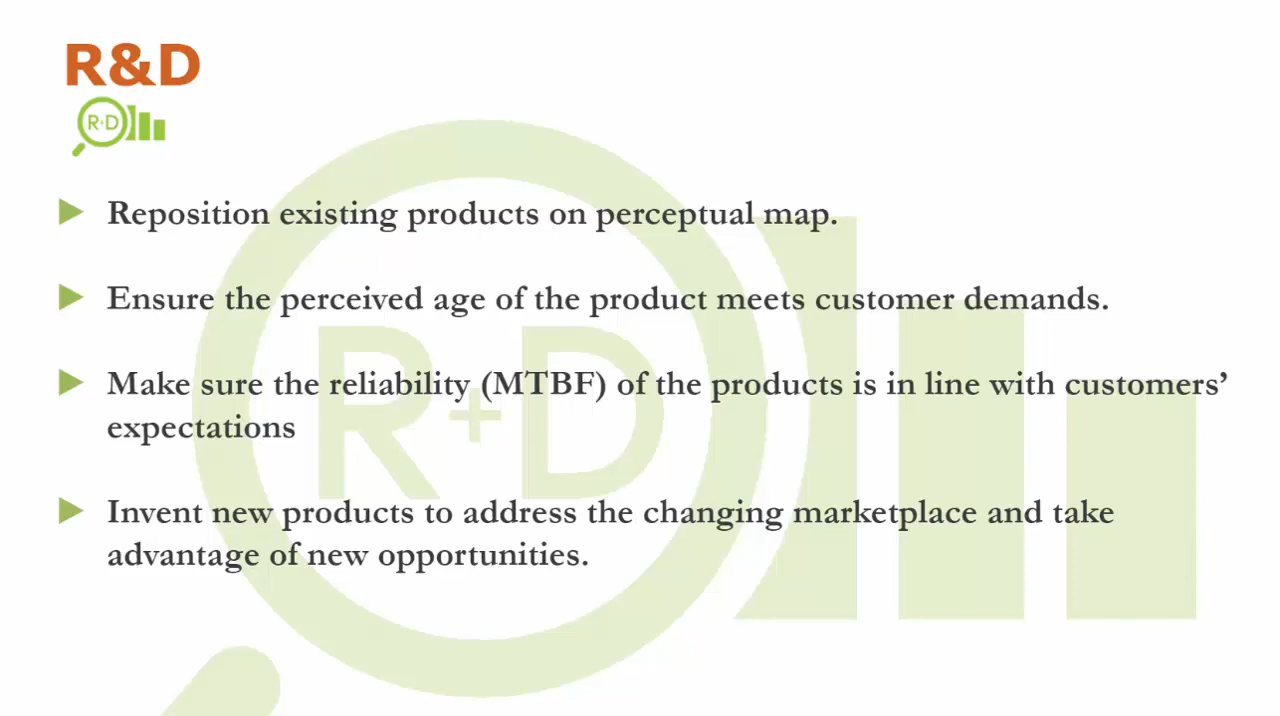 R&D
R+D
Reposition existing products on perceptual map.
Ensure the perceived age of the product meets customer demands.
Make sure the reliability (MTBF) of the products is in line with customers’
expectations
Invent new products to address the changing marketplace and take
advantage of new opportunities.
R+D